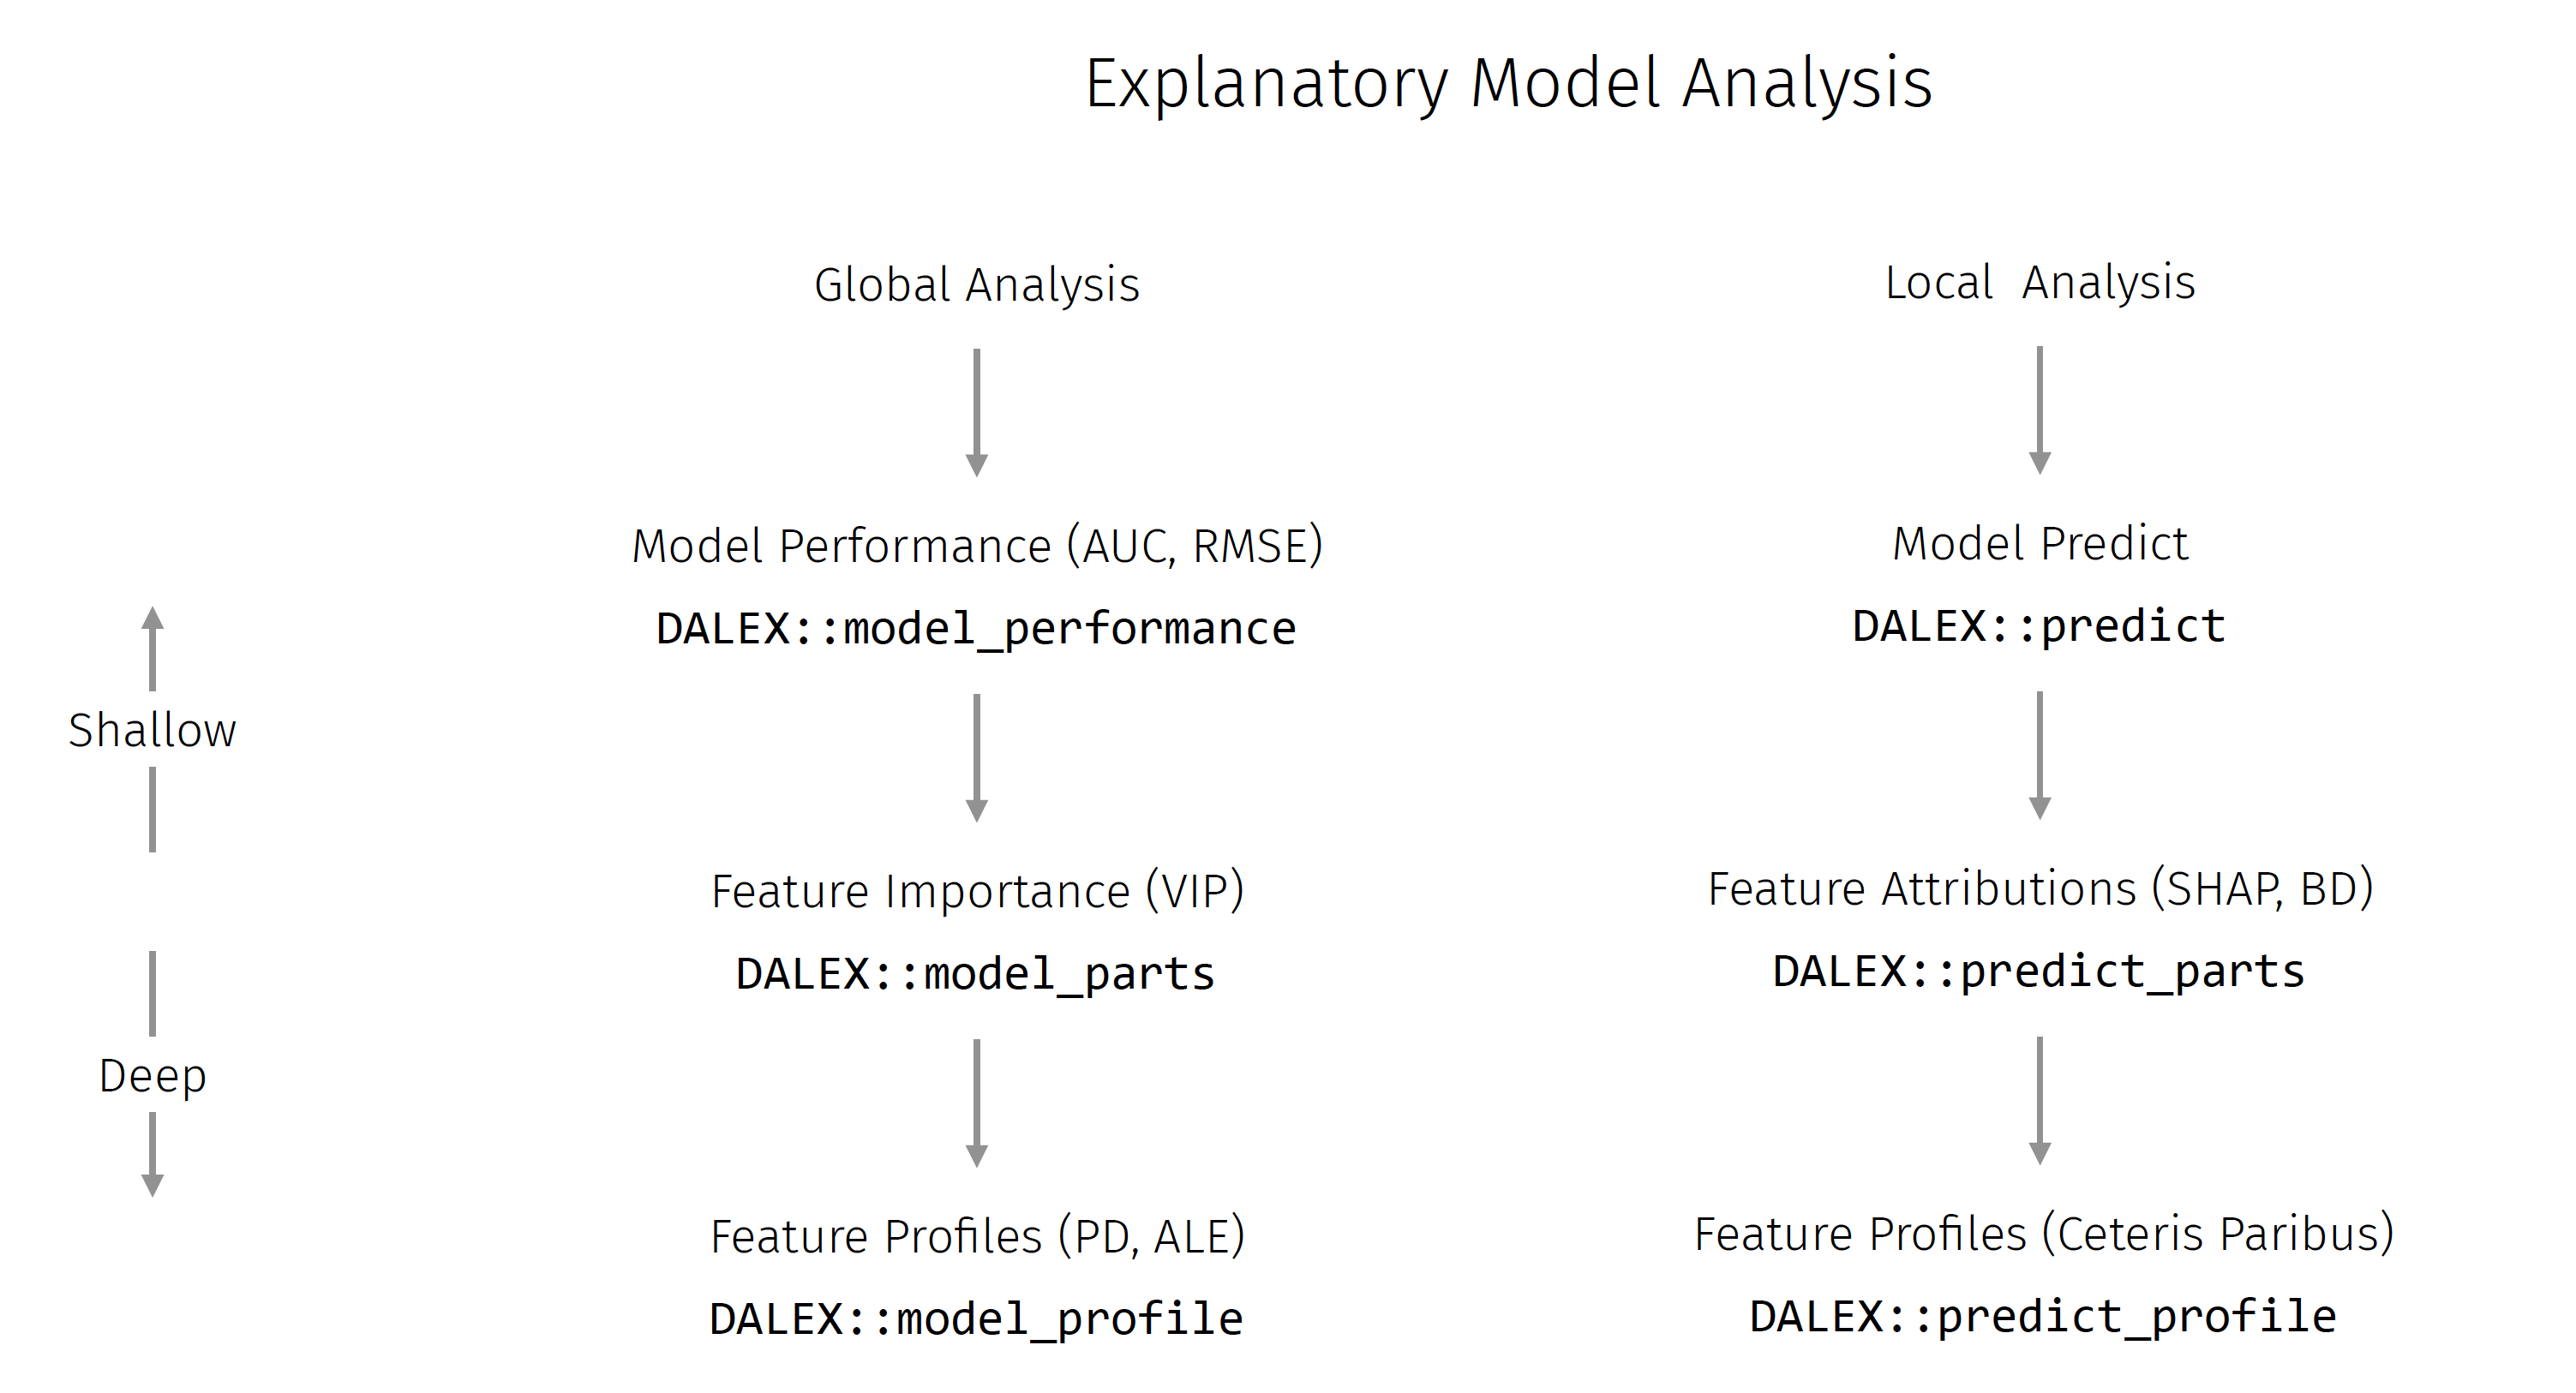 Explanatory Model Analysis
Global Analysis
Local Analysis
Model Performance (AUC, RMSE)
DALEX::model_performance
Model Predict
DALEX::predict
Shallow
Feature Importance (VIP)
DALEX::model_parts
Feature Attributions (SHAP, BD)
DALEX::predict_parts
Deep
Feature Profiles (PD, ALE)
DALEX::model_profile
Feature Profiles (Ceteris Paribus)
DALEX::predict_profile